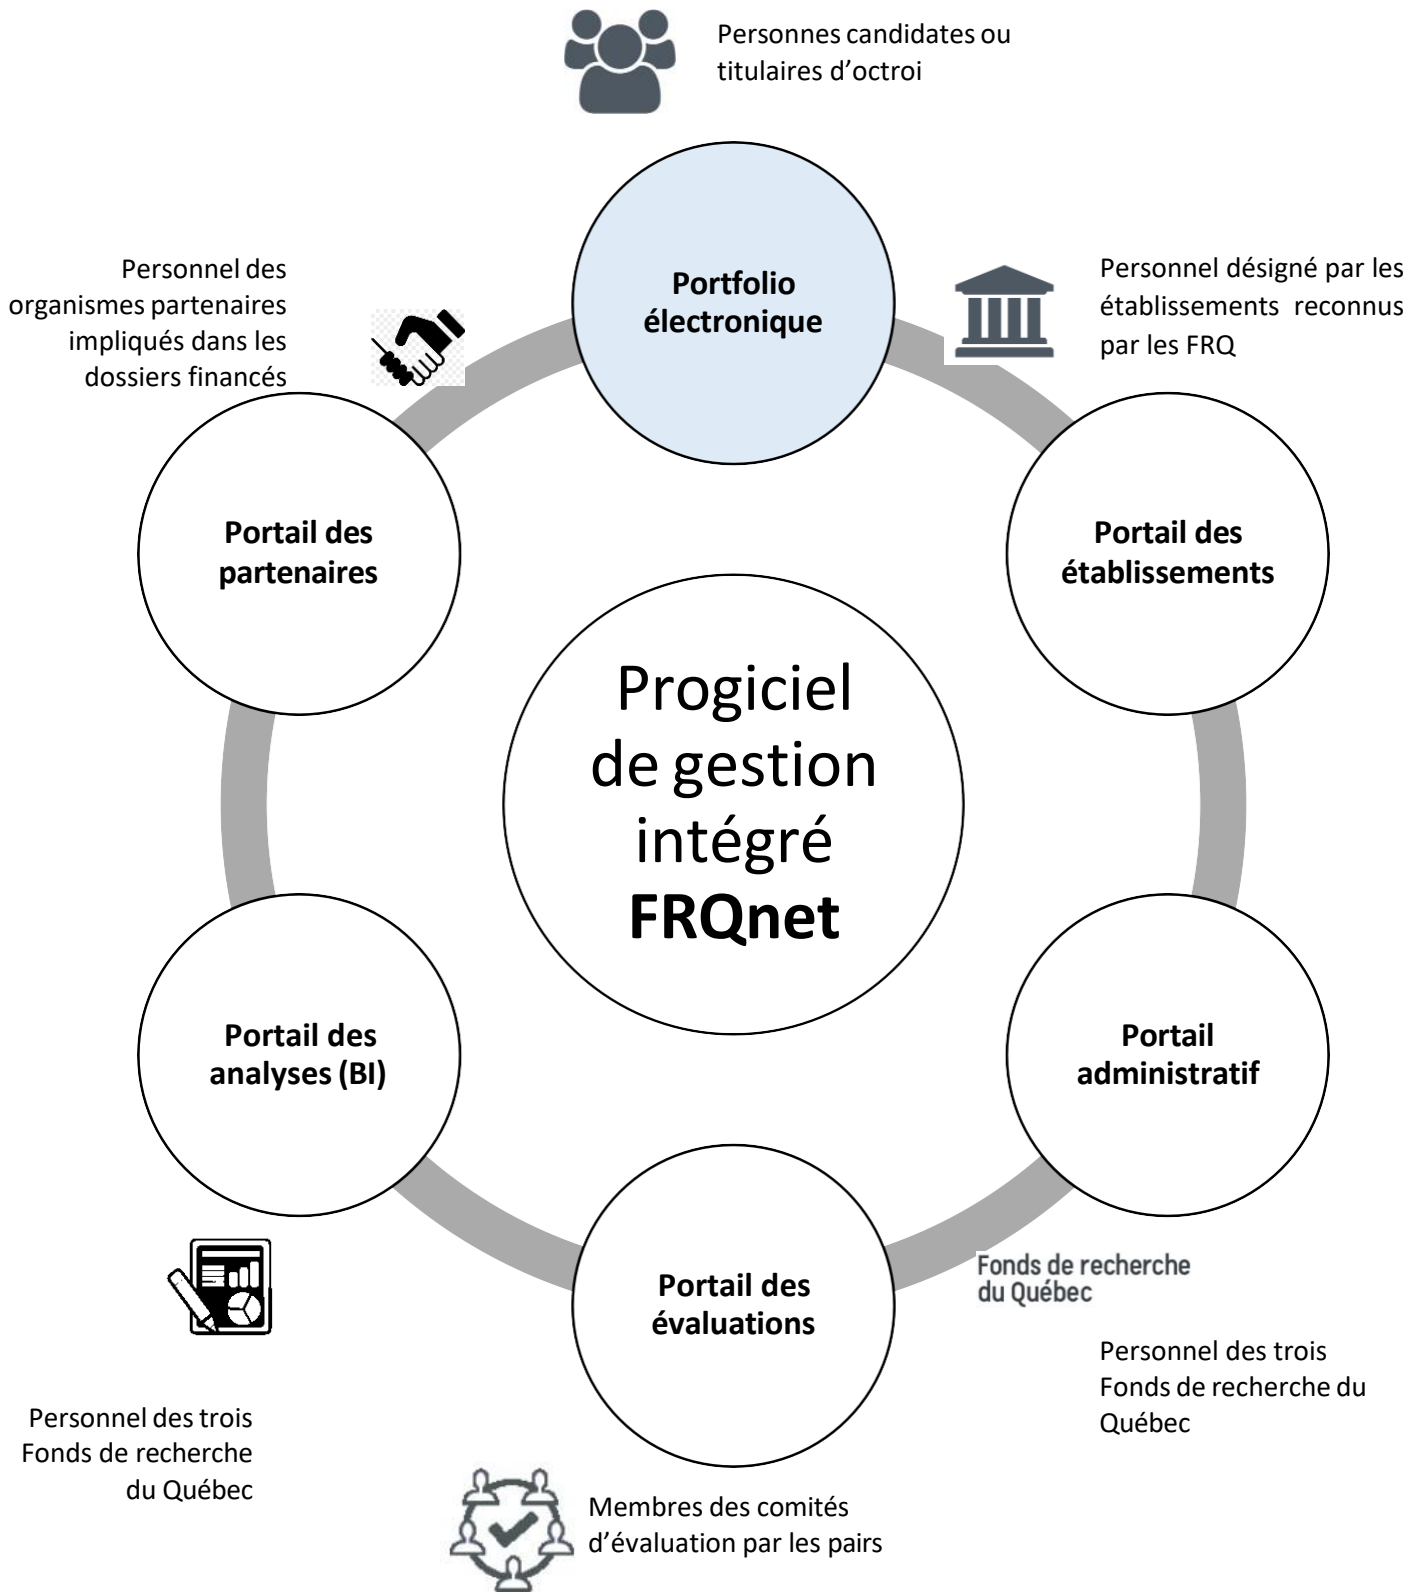 Personnes candidates ou
titulaires d’octroi
Portfolio
électronique
Personnel des
organismes partenaires
impliqués dans les
dossiers financés
Personnel désigné par les
établissements reconnus
par les FRQ
Portail des
partenaires
Portail des
établissements
Progiciel
de gestion
intégré
FRQnet
Portail des
analyses (BI)
Portail
administratif
Portail des
évaluations
Fonds de recherche
du Québec
Personnel des trois
Fonds de recherche du
Québec
Personnel des trois
Fonds de recherche
du Québec
Membres des comités
d’évaluation par les pairs